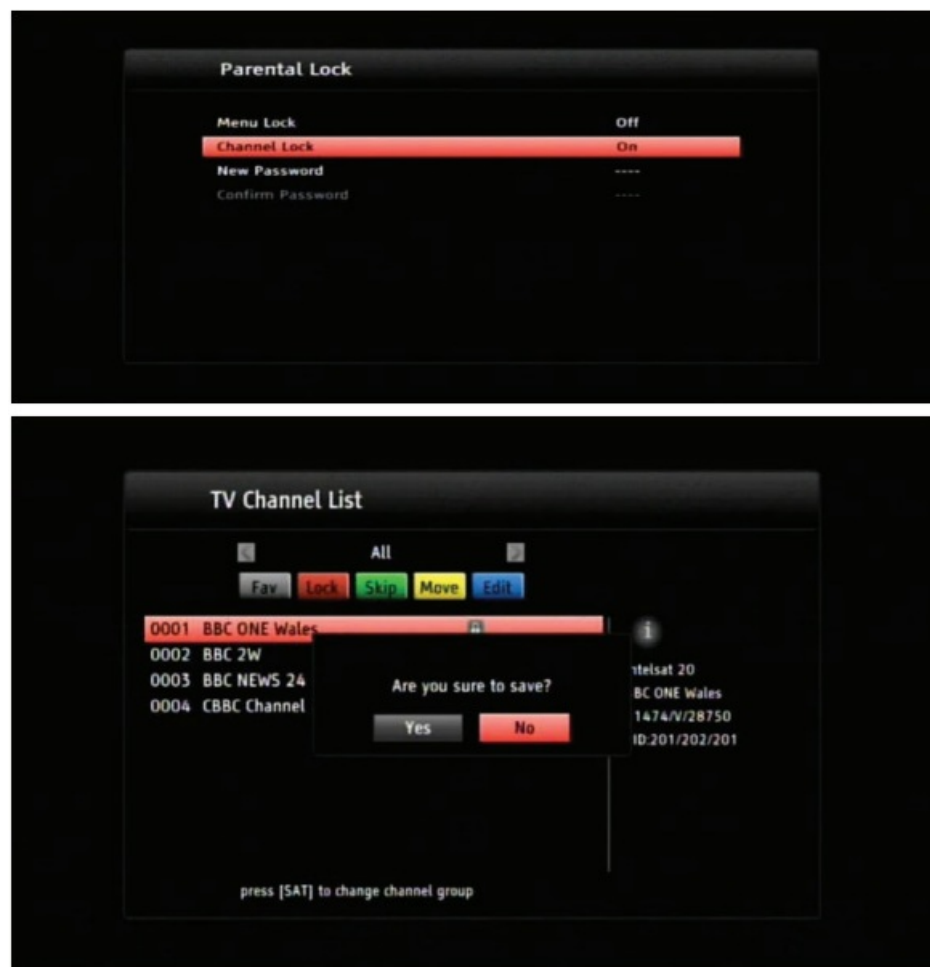 Parental Lock
Menu Lock Off
Channel Lock On
New Password ----
Confirm Password ----
TV Channel List
All
Fav Lock Skip Move Edit
0001 BBC ONE Wales
0002 BBC 2W
0003 BBC NEWS 24
0004 CBBC Channel
Are you sure to save?
Yes No
i
ntelsat 20
BC ONE Wales
1474/V/28750
ID:201/202/201
press [SAT] to change channel group